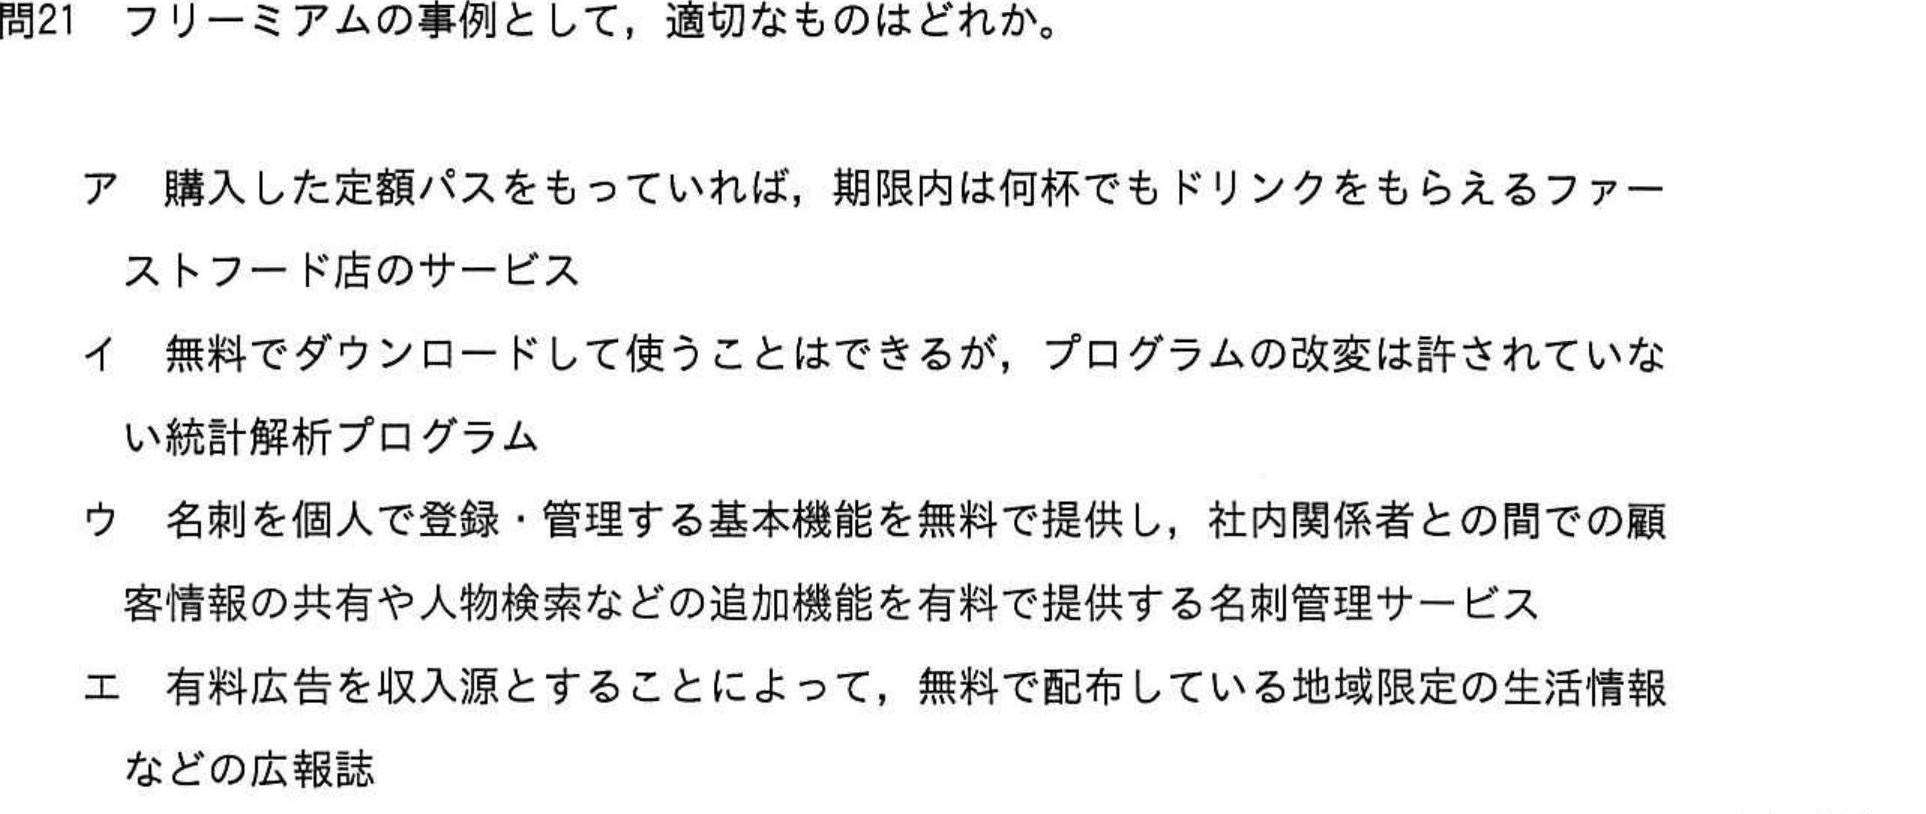 問21 フリーミアムの事例として，適切なものはどれか。
ア 購入した定額パスをもっていれば，期限内は何杯でもドリンクをもらえるファー
ストフード店のサービス
イ 無料でダウンロードして使うことはできるが，プログラムの改変は許されていな
い統計解析プログラム
ウ 名刺を個人で登録・管理する基本機能を無料で提供し，社内関係者との間での顧
客情報の共有や人物検索などの追加機能を有料で提供する名刺管理サービス
エ 有料広告を収入源とすることによって，無料で配布している地域限定の生活情報
などの広報誌